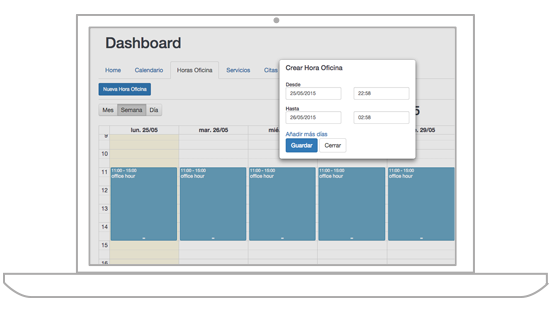 Dashboard
Home Calendario Horas Oficina Servicios Citas
Nueva Hora Oficina
Mes Semana Día
Crear Hora Oficina
Desde
25/05/2015 22:58
Hasta
26/05/2015 02:58
Añadir más días
Guardar Cerrar
5
lun. 25/05 mar. 26/05 mié. 29/05
10
11
12
13
14
15
11:00 - 15:00 11:00 - 15:00 11:00 - 15:00 11:00 - 15:00 11:00 - 15:00
office hour office hour office hour office hour office hour